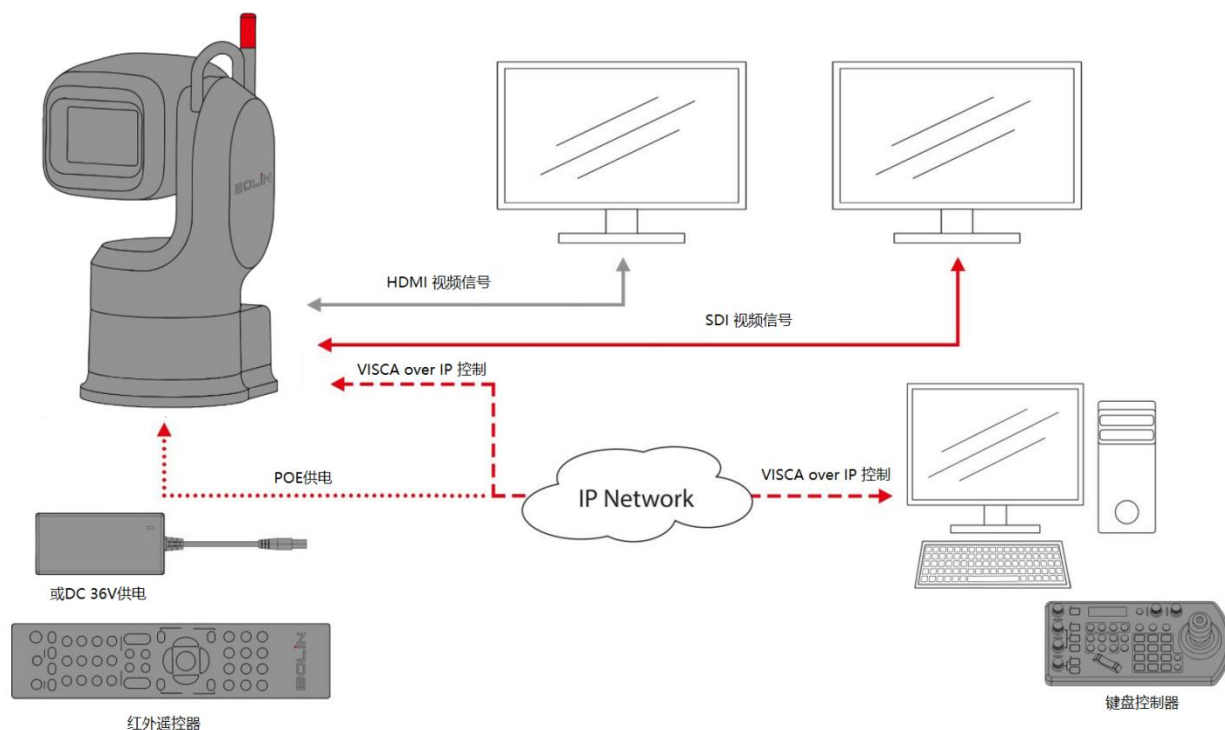 BOLIN
HDMI 视频信号
SDI 视频信号
VISCA over IP 控制
POE供电
IP Network
VISCA over IP 控制
或DC 36V供电
BOLIN
红外遥控器
键盘控制器